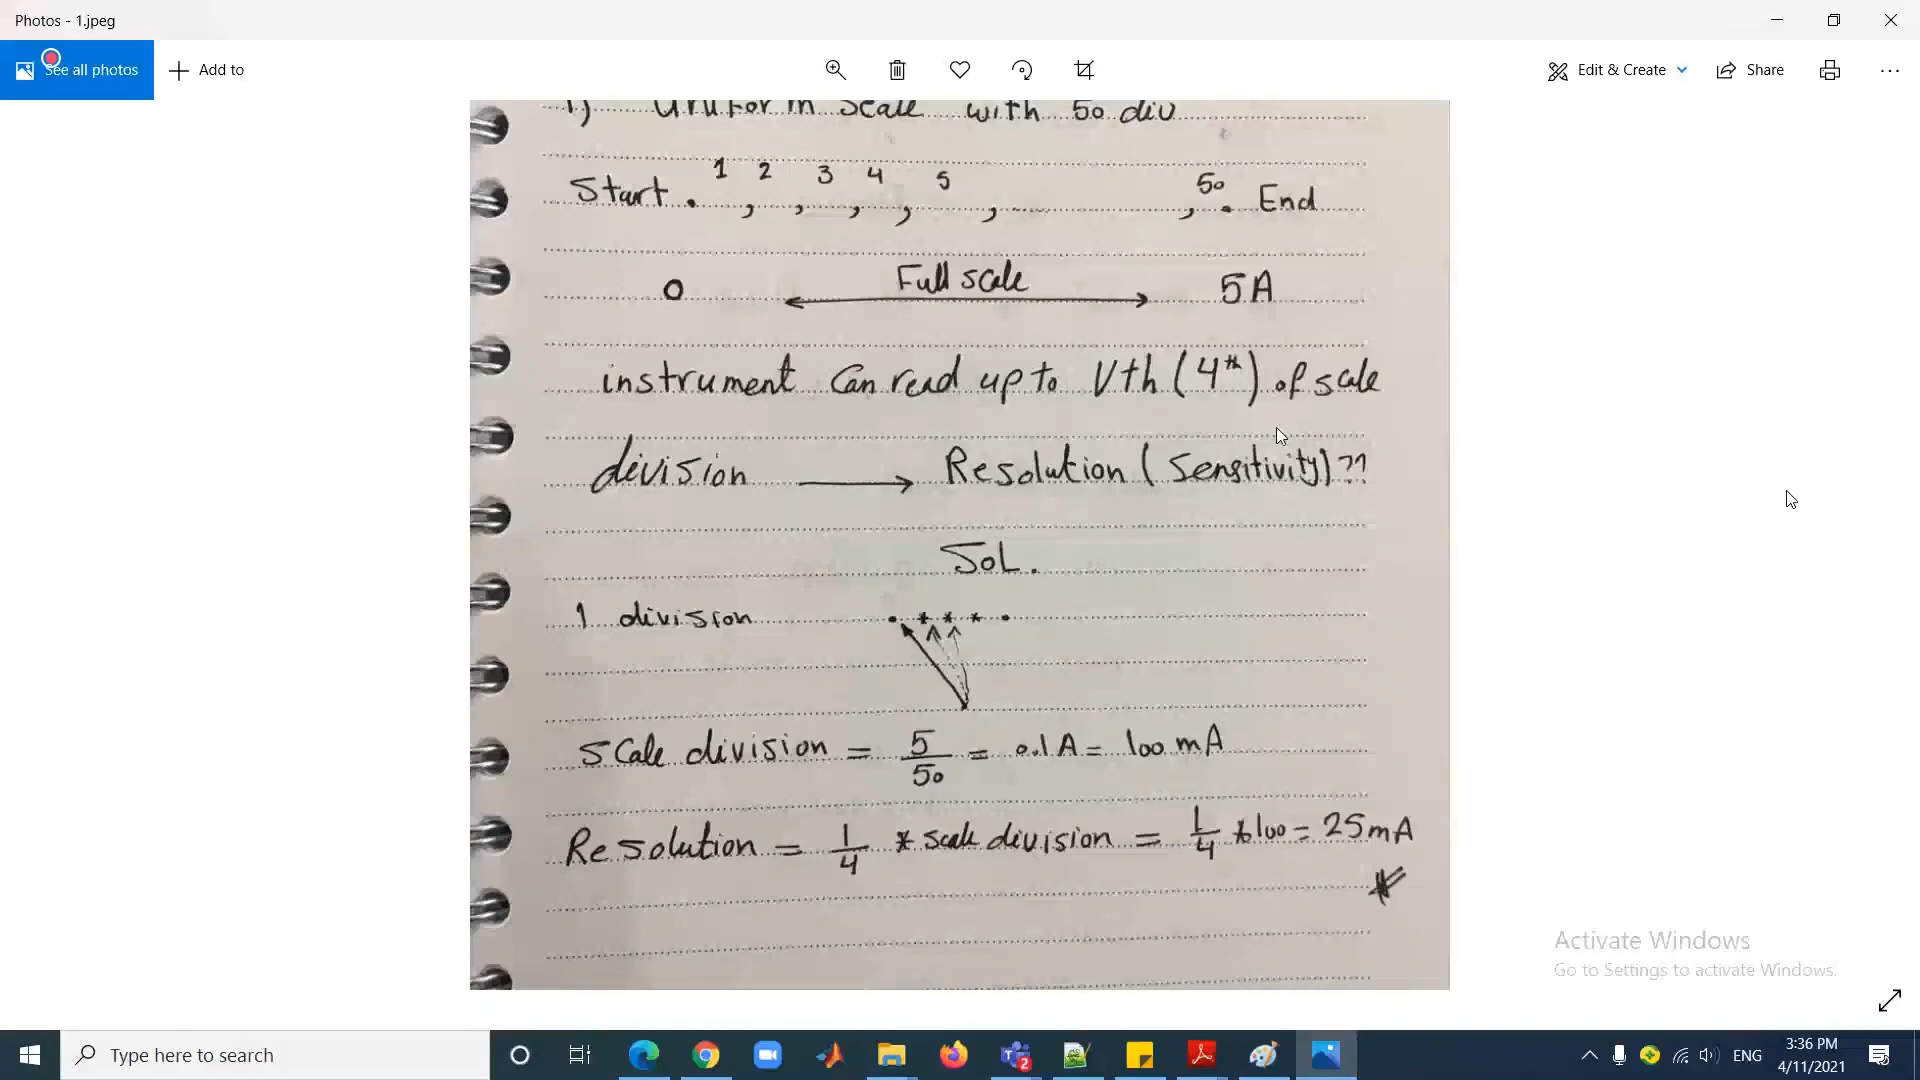 Photos - 1.jpeg
See all photos
Add to
Edit & Create
Share
1) Uniform Scale with 50 div
1 2 3 4 5 50
Start . , , , , , , . End
0 Full scale 5A
instrument Can read up to Vth (4th) of scale
division → Resolution (Sensitivity)??
SoL.
1 division
Scale division = 5/50 = 0.1A = 100 mA
Resolution = 1/4 * scale division = 1/4 * 100 = 25mA
Activate Windows
Go to Settings to activate Windows.
Type here to search
2
ENG
3:36 PM
4/11/2021